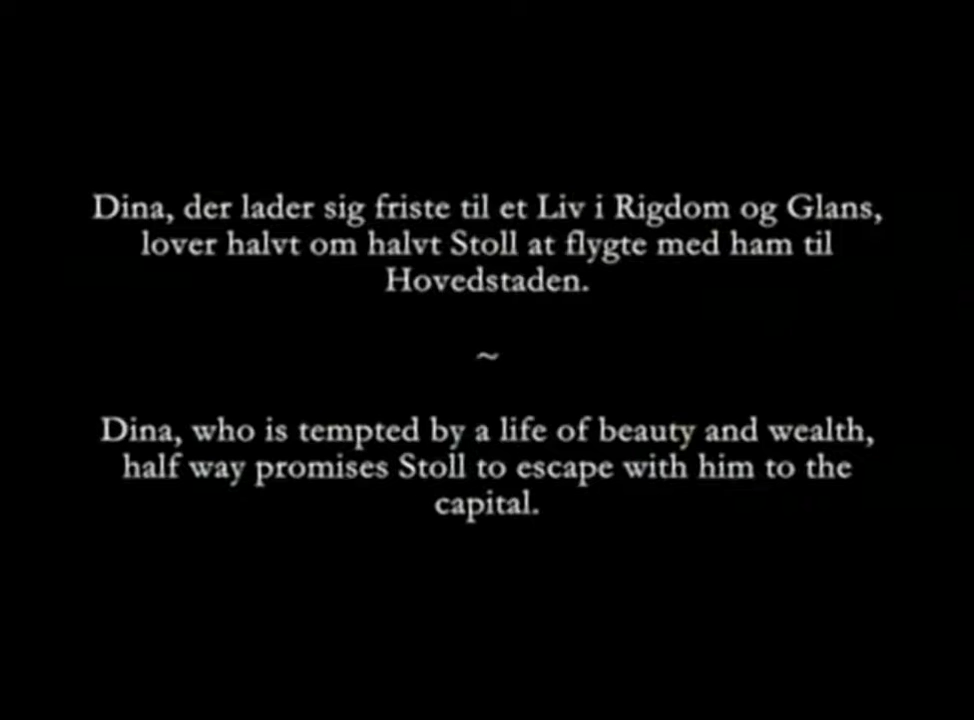 Dina, der lader sig friste til et Liv i Rigdom og Glans,
lover halvt om halvt Stoll at flygte med ham til
Hovedstaden.
~
Dina, who is tempted by a life of beauty and wealth,
half way promises Stoll to escape with him to the
capital.